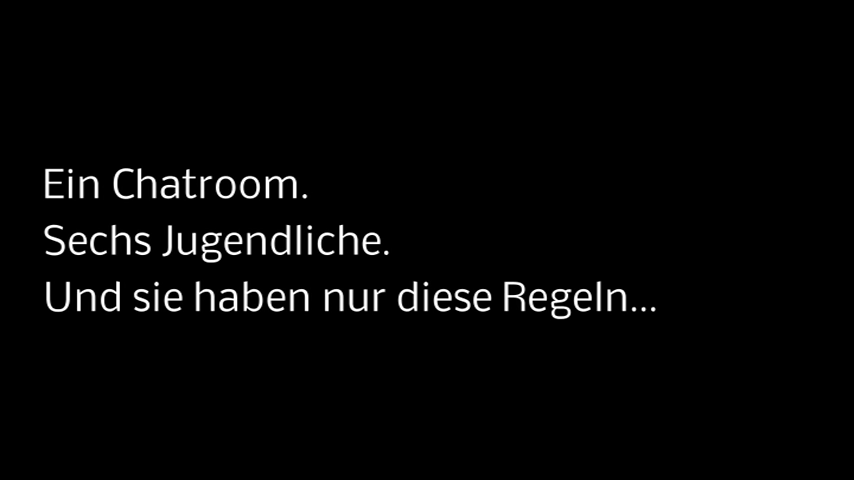 Ein Chatroom.
Sechs Jugendliche.
Und sie haben nur diese Regeln...